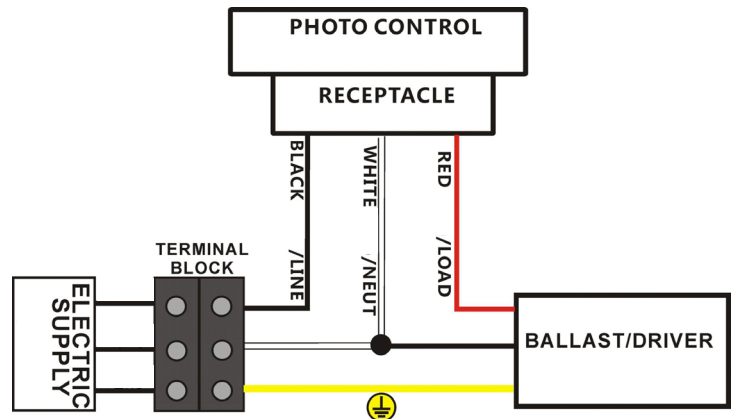 PHOTO CONTROL
RECEPTACLE
BLACK
/LINE
WHITE
/NEUT
RED
/LOAD
TERMINAL
BLOCK
ELECTRIC
SUPPLY
BALLAST/DRIVER